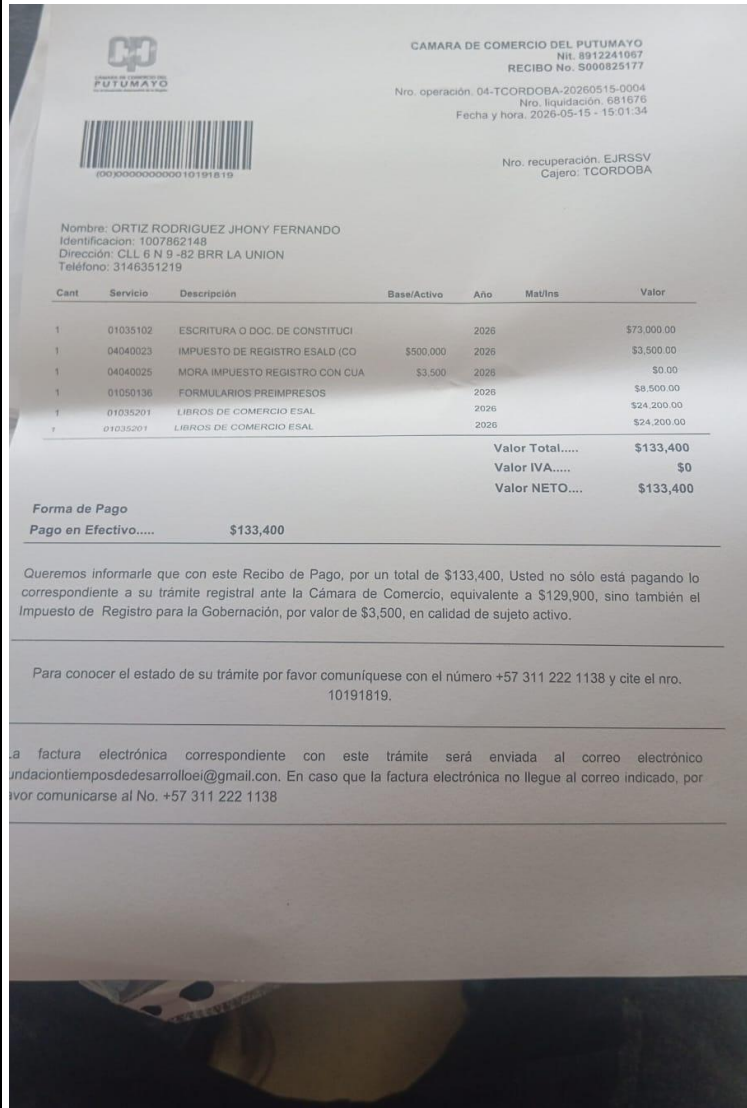 CAMARA DE COMERCIO DEL PUTUMAYO
Nit. 8912241067
RECIBO No. S000825177
CAMARA DE COMERCIO DEL
PUTUMAYO
Nro. operación. 04-TCORDOBA-20260515-0004
Nro. liquidación. 681676
Fecha y hora. 2026-05-15 - 15:01:34
(00)00000000010191819
Nro. recuperación. EJRSSV
Cajero: TCORDOBA
Nombre: ORTIZ RODRIGUEZ JHONY FERNANDO
Identificacion: 1007862148
Dirección: CLL 6 N 9 -82 BRR LA UNION
Teléfono: 3146351219
Cant Servicio Descripción Base/Activo Año Mat/Ins Valor
1 01035102 ESCRITURA O DOC. DE CONSTITUCI 2026 $73,000.00
1 04040023 IMPUESTO DE REGISTRO ESALD (CO $500,000 2026 $3,500.00
1 04040025 MORA IMPUESTO REGISTRO CON CUA $3,500 2026 $0.00
1 01050136 FORMULARIOS PREIMPRESOS 2026 $8,500.00
1 01035201 LIBROS DE COMERCIO ESAL 2026 $24,200.00
1 01035201 LIBROS DE COMERCIO ESAL 2026 $24,200.00
Valor Total..... $133,400
Valor IVA..... $0
Valor NETO.... $133,400
Forma de Pago
Pago en Efectivo..... $133,400
Queremos informarle que con este Recibo de Pago, por un total de $133,400, Usted no sólo está pagando lo
correspondiente a su trámite registral ante la Cámara de Comercio, equivalente a $129,900, sino también el
Impuesto de Registro para la Gobernación, por valor de $3,500, en calidad de sujeto activo.
Para conocer el estado de su trámite por favor comuníquese con el número +57 311 222 1138 y cite el nro.
10191819.
a factura electrónica correspondiente con este trámite será enviada al correo electrónico
undaciontiemposdedesarrolloei@gmail.con. En caso que la factura electrónica no llegue al correo indicado, por
vor comunicarse al No. +57 311 222 1138